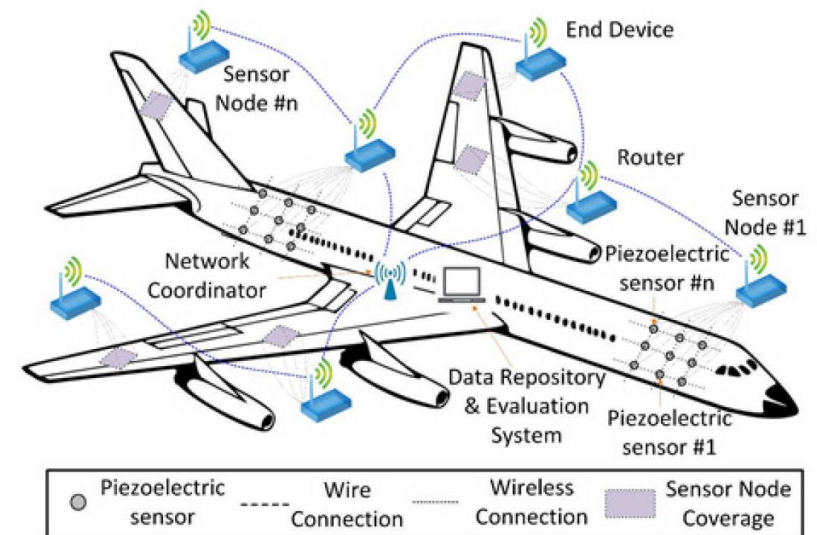 End Device
Sensor
Node #n
Router
Sensor
Node #1
Piezoelectric
sensor #n
Network
Coordinator
Data Repository
& Evaluation
System
Piezoelectric
sensor #1
Piezoelectric
sensor
Wire
Connection
Wireless
Connection
Sensor Node
Coverage